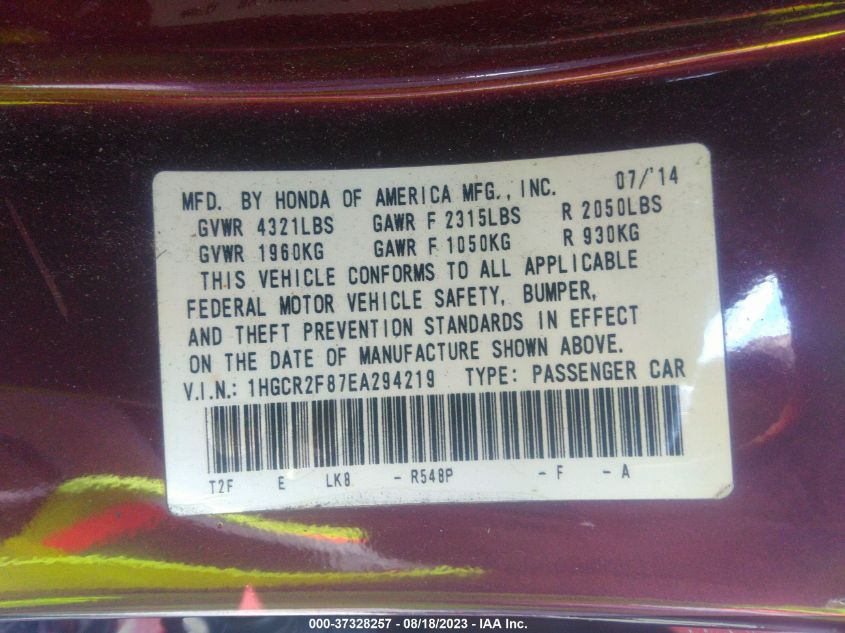 MFD. BY HONDA OF AMERICA MFG., INC. 07/'14
GVWR 4321LBS GAWR F 2315LBS R 2050LBS
GVWR 1960KG GAWR F 1050KG R 930KG
THIS VEHICLE CONFORMS TO ALL APPLICABLE
FEDERAL MOTOR VEHICLE SAFETY, BUMPER,
AND THEFT PREVENTION STANDARDS IN EFFECT
ON THE DATE OF MANUFACTURE SHOWN ABOVE.
V.I.N.: 1HGCR2F87EA294219 TYPE: PASSENGER CAR
T2F E LK8 - R548P - F - A
000-37328257 - 08/18/2023 - IAA Inc.